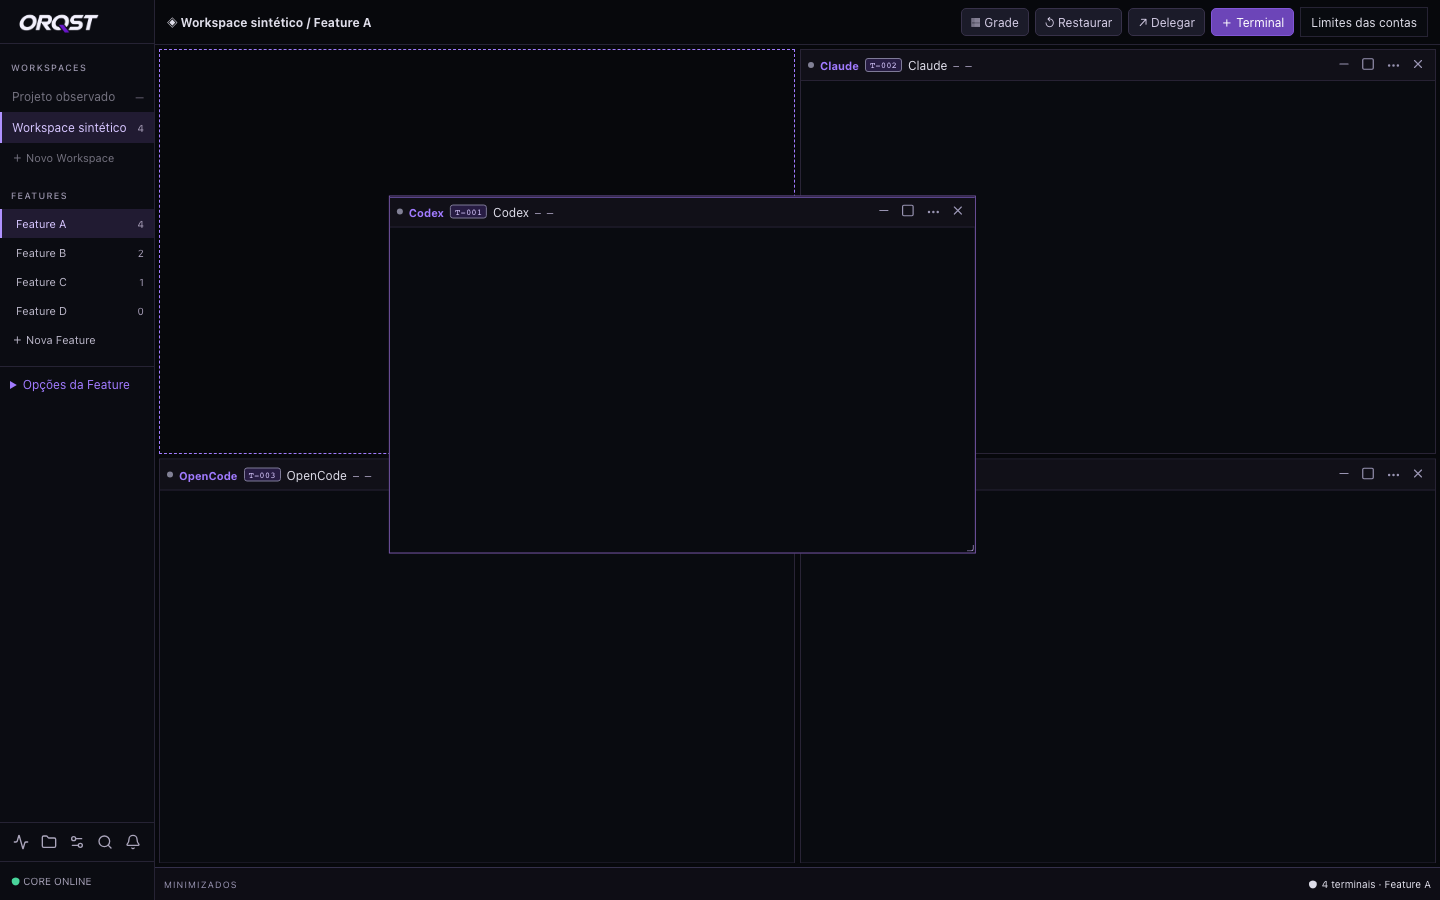 ORQST
◈ Workspace sintético / Feature A
Grade
Restaurar
Delegar
+ Terminal
Limites das contas
WORKSPACES
Projeto observado —
Workspace sintético 4
+ Novo Workspace
FEATURES
Feature A 4
Feature B 2
Feature C 1
Feature D 0
+ Nova Feature
Opções da Feature
Claude T-002 Claude – –
Codex T-001 Codex – –
OpenCode T-003 OpenCode – –
CORE ONLINE
MINIMIZADOS
4 terminais · Feature A